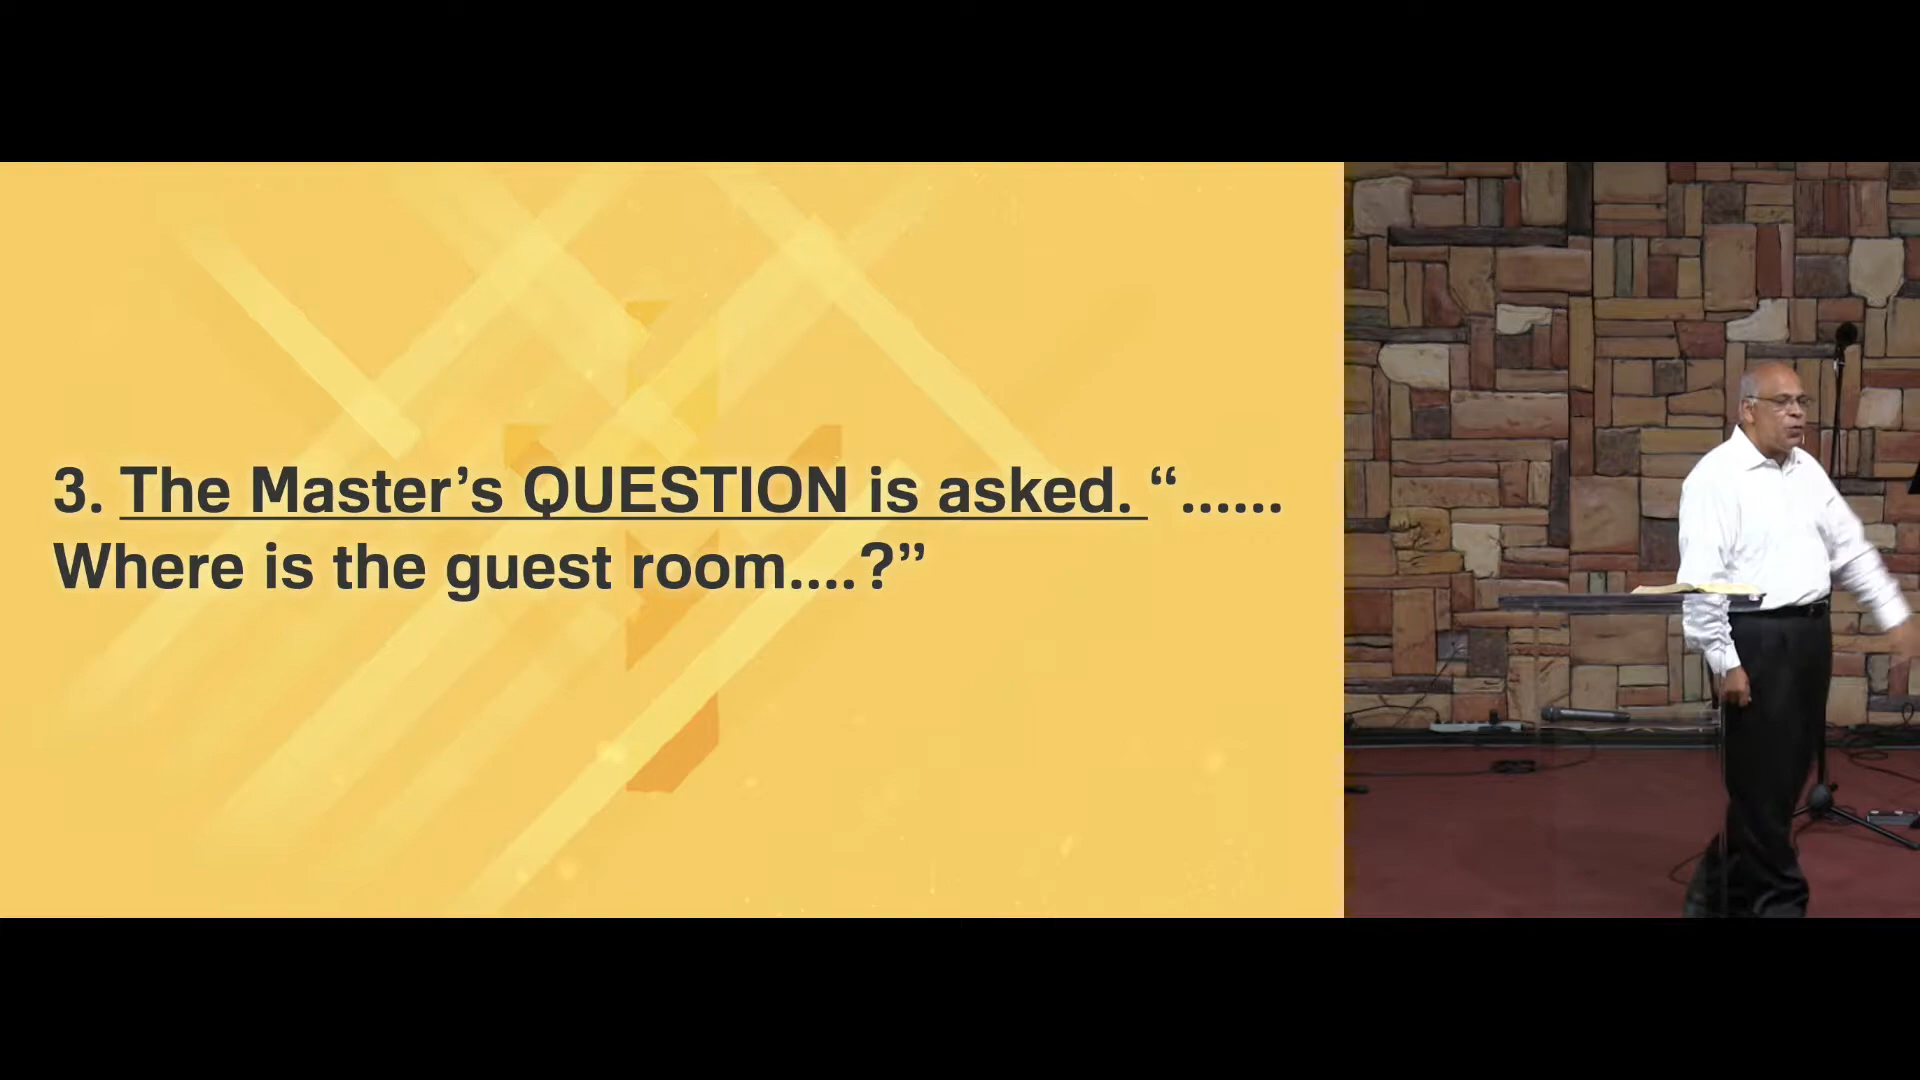 3. The Master’s QUESTION is asked. “......
Where is the guest room....?”